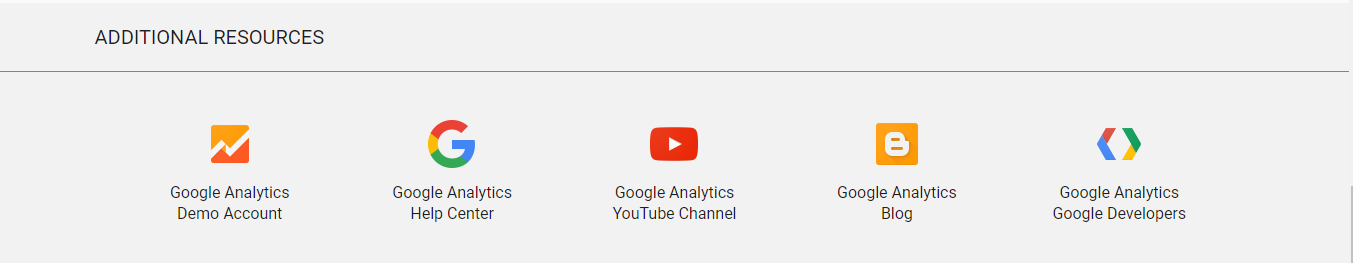 ADDITIONAL RESOURCES
Google Analytics
Demo Account
Google Analytics
Help Center
Google Analytics
YouTube Channel
Google Analytics
Blog
Google Analytics
Google Developers